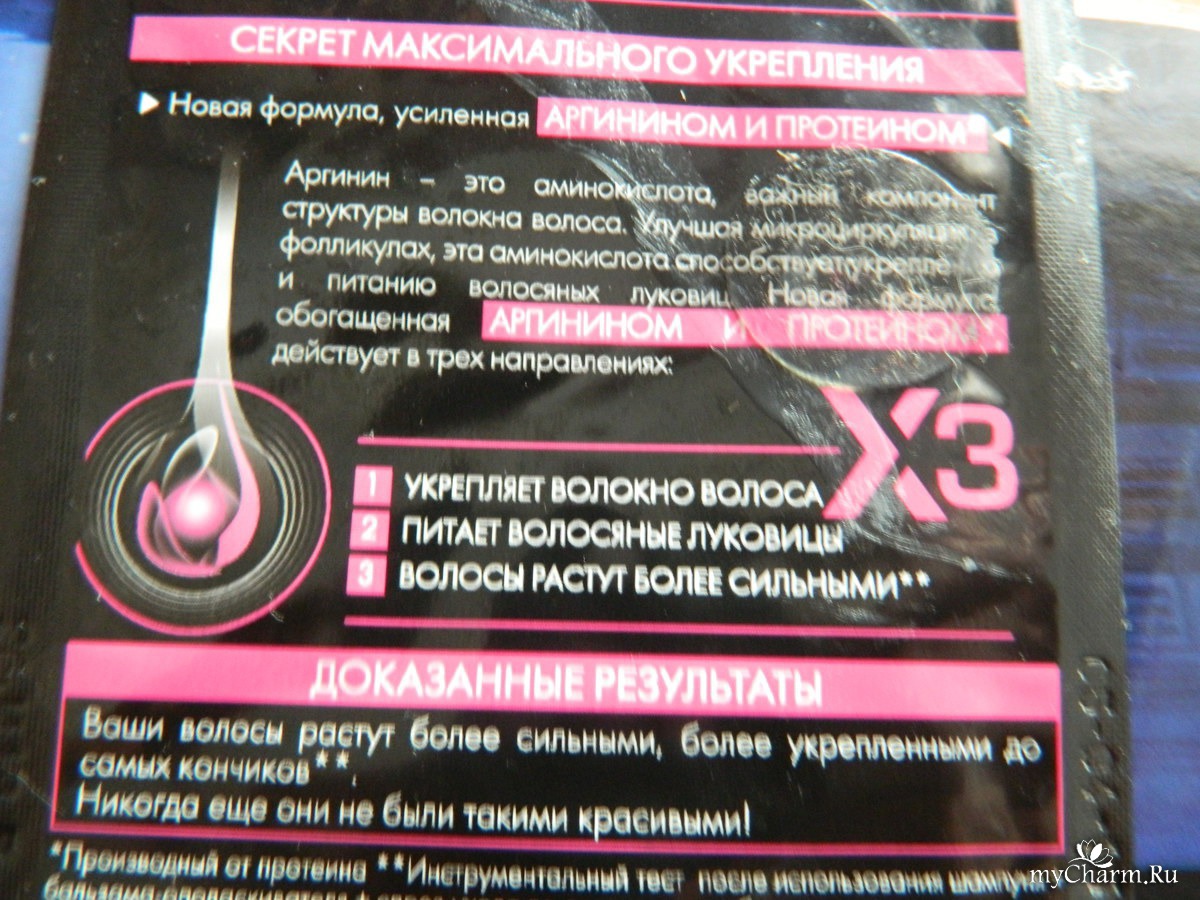 СЕКРЕТ МАКСИМАЛЬНОГО УКРЕПЛЕНИЯ
Новая формула, усиленная АРГИНИНОМ И ПРОТЕИНОМ*
Аргинин – это аминокислота, важный компонент
структуры волокна волоса. Улучшая микроциркуляцию в
фолликулах, эта аминокислота способствует
и питанию волосяных луковиц Новая формула
обогащенная АРГИНИНОМ И ПРОТЕИНОМ*,
действует в трех направлениях:
X3
1 УКРЕПЛЯЕТ ВОЛОКНО ВОЛОСА
2 ПИТАЕТ ВОЛОСЯНЫЕ ЛУКОВИЦЫ
3 ВОЛОСЫ РАСТУТ БОЛЕЕ СИЛЬНЫМИ**
ДОКАЗАННЫЕ РЕЗУЛЬТАТЫ
Ваши волосы растут более сильными, более укрепленными до
самых кончиков**.
Никогда еще они не были такими красивыми!
*Производный от протеина **Инструментальный тест после использования
myCharm.Ru